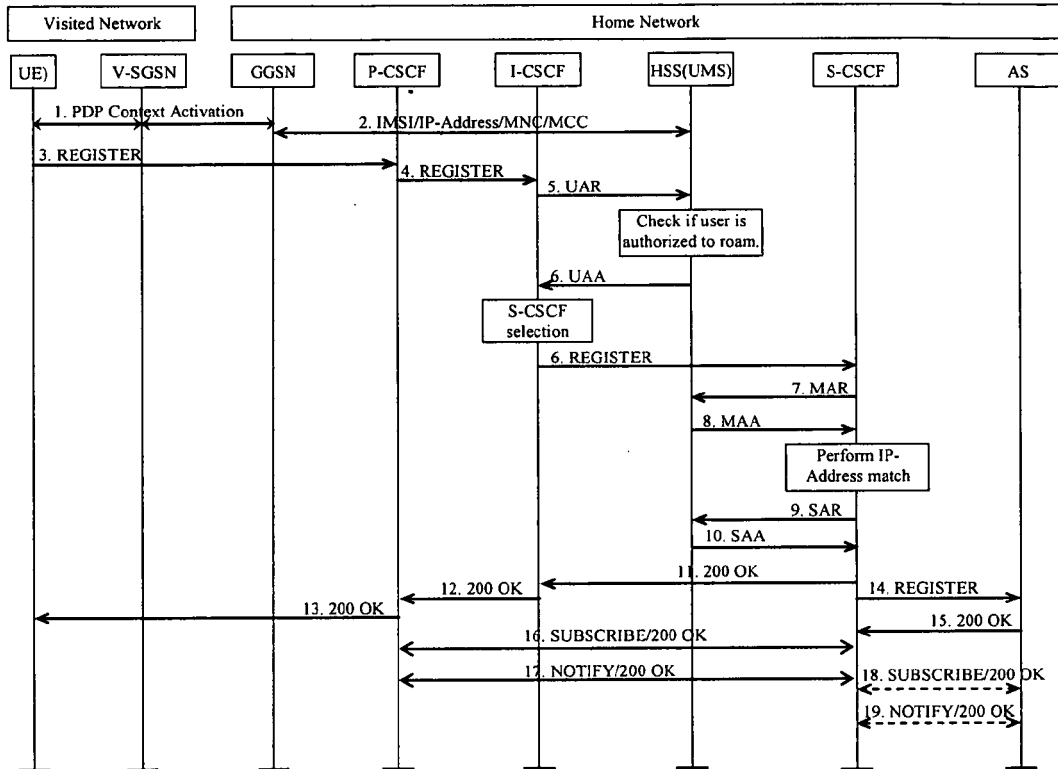 Visited Network
Home Network
UE)
V-SGSN
GGSN
P-CSCF
I-CSCF
HSS(UMS)
S-CSCF
AS
1. PDP Context Activation
2. IMSI/IP-Address/MNC/MCC
3. REGISTER
4. REGISTER
5. UAR
Check if user is
authorized to roam.
6. UAA
S-CSCF
selection
6. REGISTER
7. MAR
8. MAA
Perform IP-
Address match
9. SAR
10. SAA
11. 200 OK
12. 200 OK
14. REGISTER
13. 200 OK
15. 200 OK
16. SUBSCRIBE/200 OK
17. NOTIFY/200 OK
18. SUBSCRIBE/200 OK
19. NOTIFY/200 OK